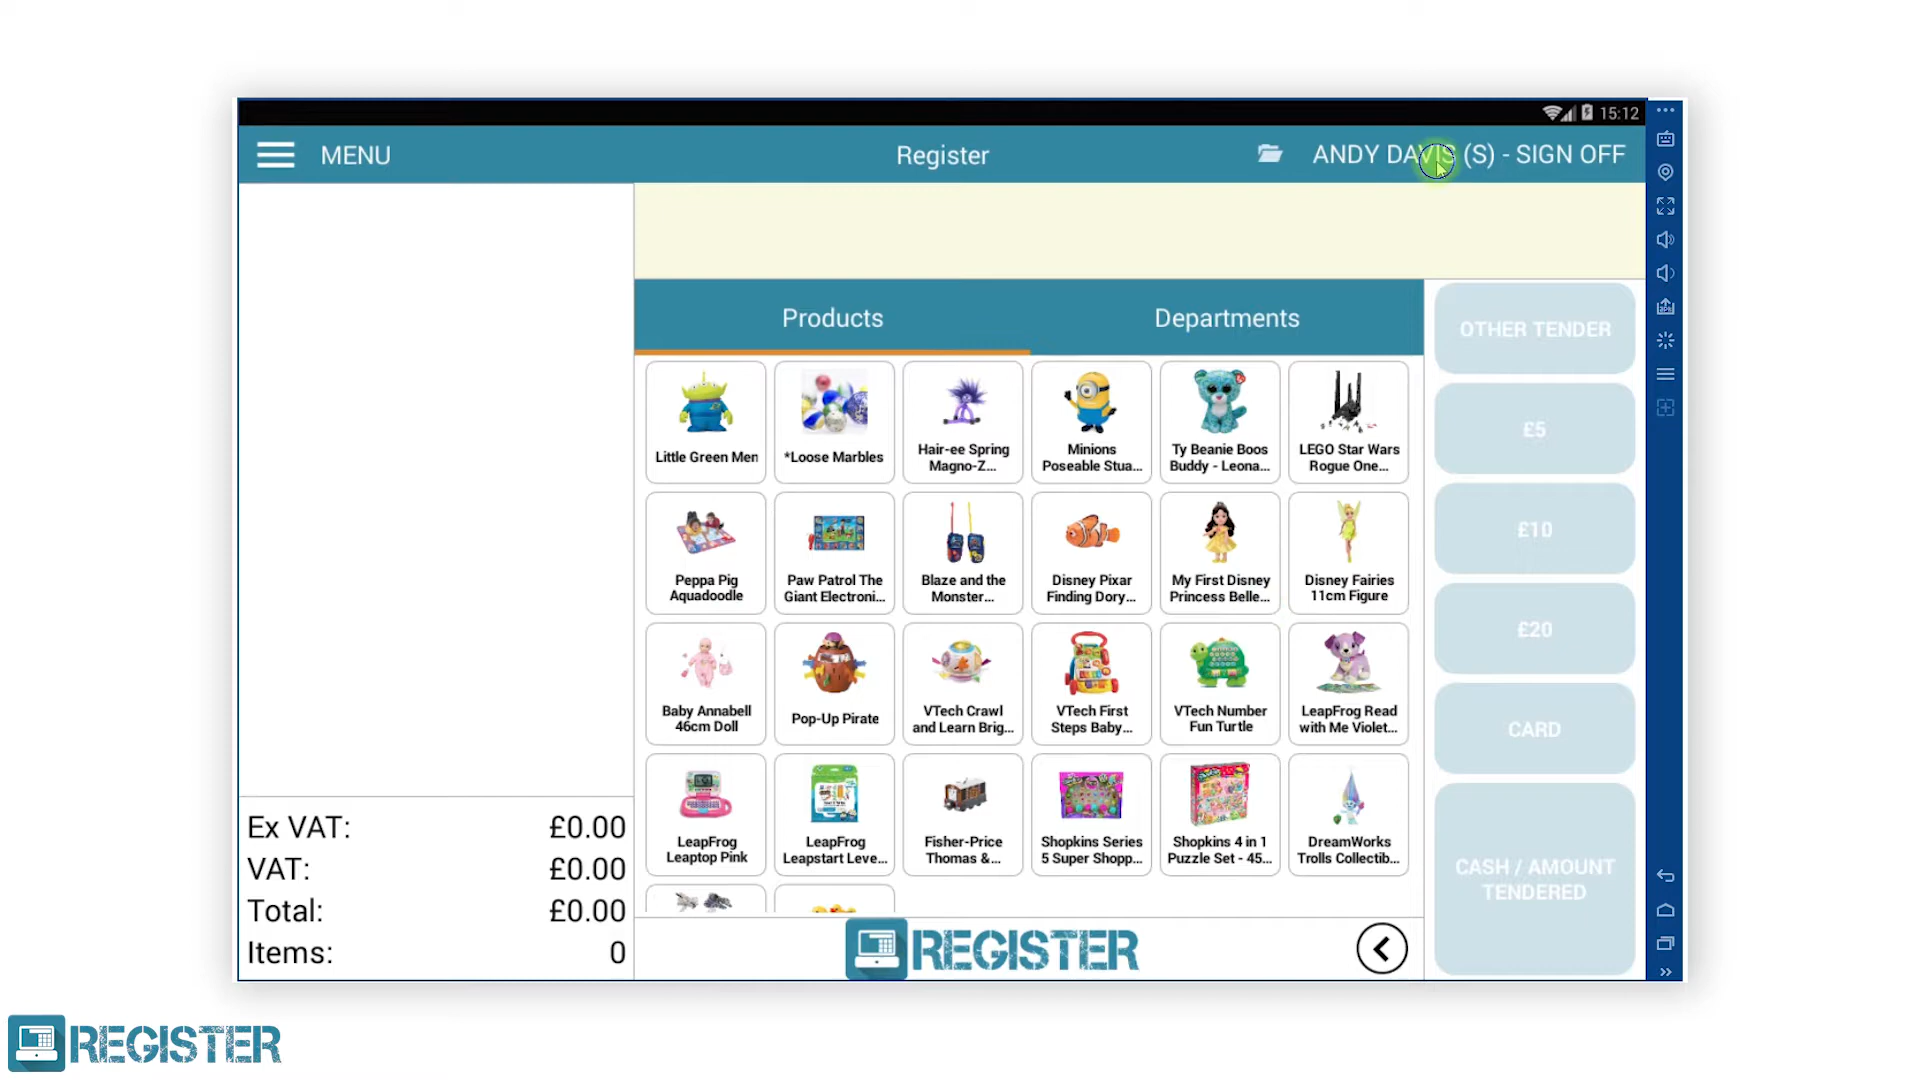 15:12
MENU
Register
ANDY DAVIS (S) - SIGN OFF
Products
Departments
OTHER TENDER
£5
£10
£20
CARD
CASH / AMOUNT
TENDERED
Little Green Men
*Loose Marbles
Hair-ee Spring
Magno-Z...
Minions
Poseable Stua...
Ty Beanie Boos
Buddy - Leona...
LEGO Star Wars
Rogue One...
Peppa Pig
Aquadoodle
Paw Patrol The
Giant Electroni...
Blaze and the
Monster...
Disney Pixar
Finding Dory...
My First Disney
Princess Belle...
Disney Fairies
11cm Figure
Baby Annabell
46cm Doll
Pop-Up Pirate
VTech Crawl
and Learn Brig...
VTech First
Steps Baby...
VTech Number
Fun Turtle
LeapFrog Read
with Me Violet...
LeapFrog
Leaptop Pink
LeapFrog
Leapstart Leve...
Fisher-Price
Thomas &...
Shopkins Series
5 Super Shopp...
Shopkins 4 in 1
Puzzle Set - 45...
DreamWorks
Trolls Collectib...
Ex VAT: £0.00
VAT: £0.00
Total: £0.00
Items: 0
REGISTER
REGISTER